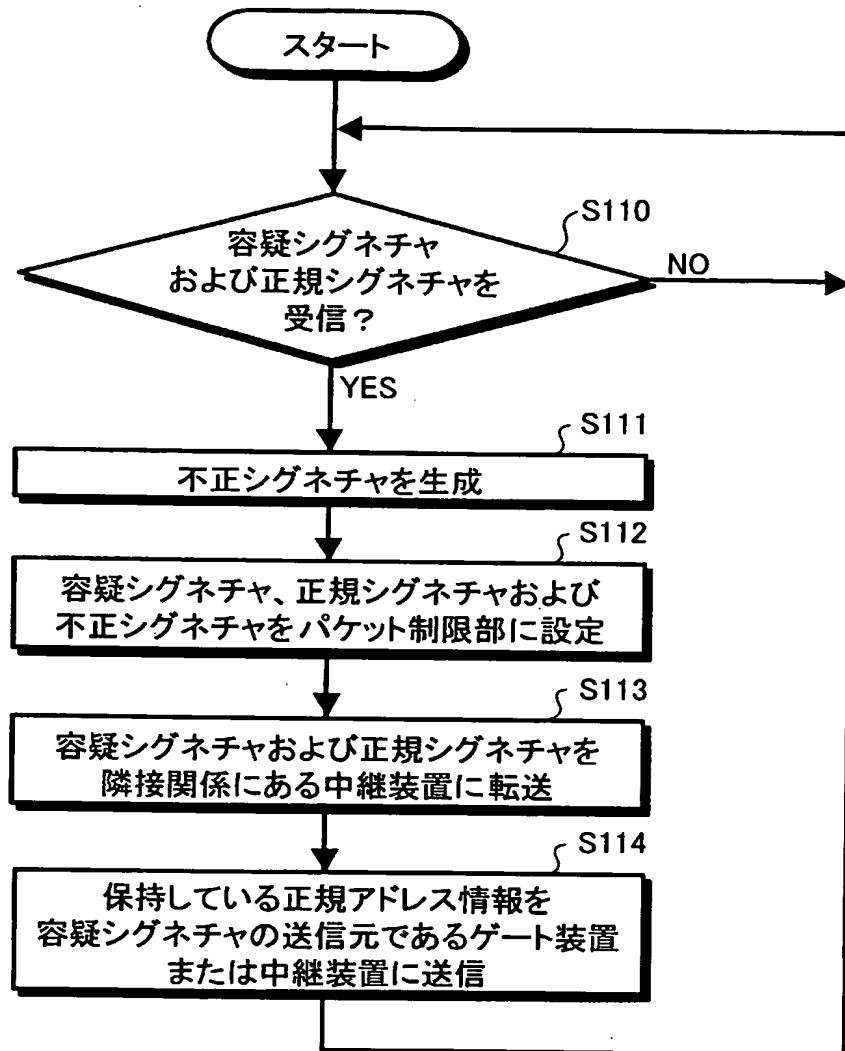 スタート
S110
容疑シグネチャ
および正規シグネチャを
受信?
NO
YES
S111
不正シグネチャを生成
S112
容疑シグネチャ、正規シグネチャおよび
不正シグネチャをパケット制限部に設定
S113
容疑シグネチャおよび正規シグネチャを
隣接関係にある中継装置に転送
S114
保持している正規アドレス情報を
容疑シグネチャの送信元であるゲート装置
または中継装置に送信